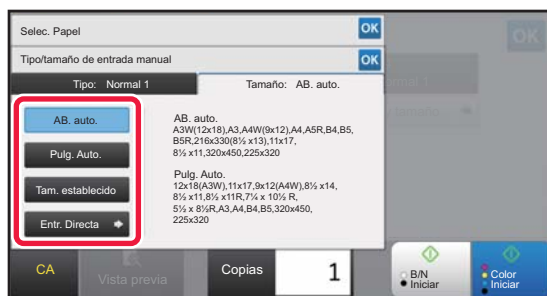 Selec. Papel
OK
OK
Tipo/tamaño de entrada manual
OK
Tipo: Normal 1
Tamaño: AB. auto.
AB. auto.
Pulg. Auto.
Tam. establecido
Entr. Directa
AB. auto.
A3W(12x18),A3,A4W(9x12),A4,A5R,B4,B5,
B5R,216x330(8½ x13),11x17,
8½ x11,320x450,225x320
Pulg. Auto.
12x18(A3W),11x17,9x12(A4W),8½ x14,
8½ x11,8½ x11R,7¼ x 10½ R,
5½ x 8½R,A3,A4,B4,B5,320x450,
225x320
CA
Vista previa
Copias
1
B/N
Iniciar
Color
Iniciar